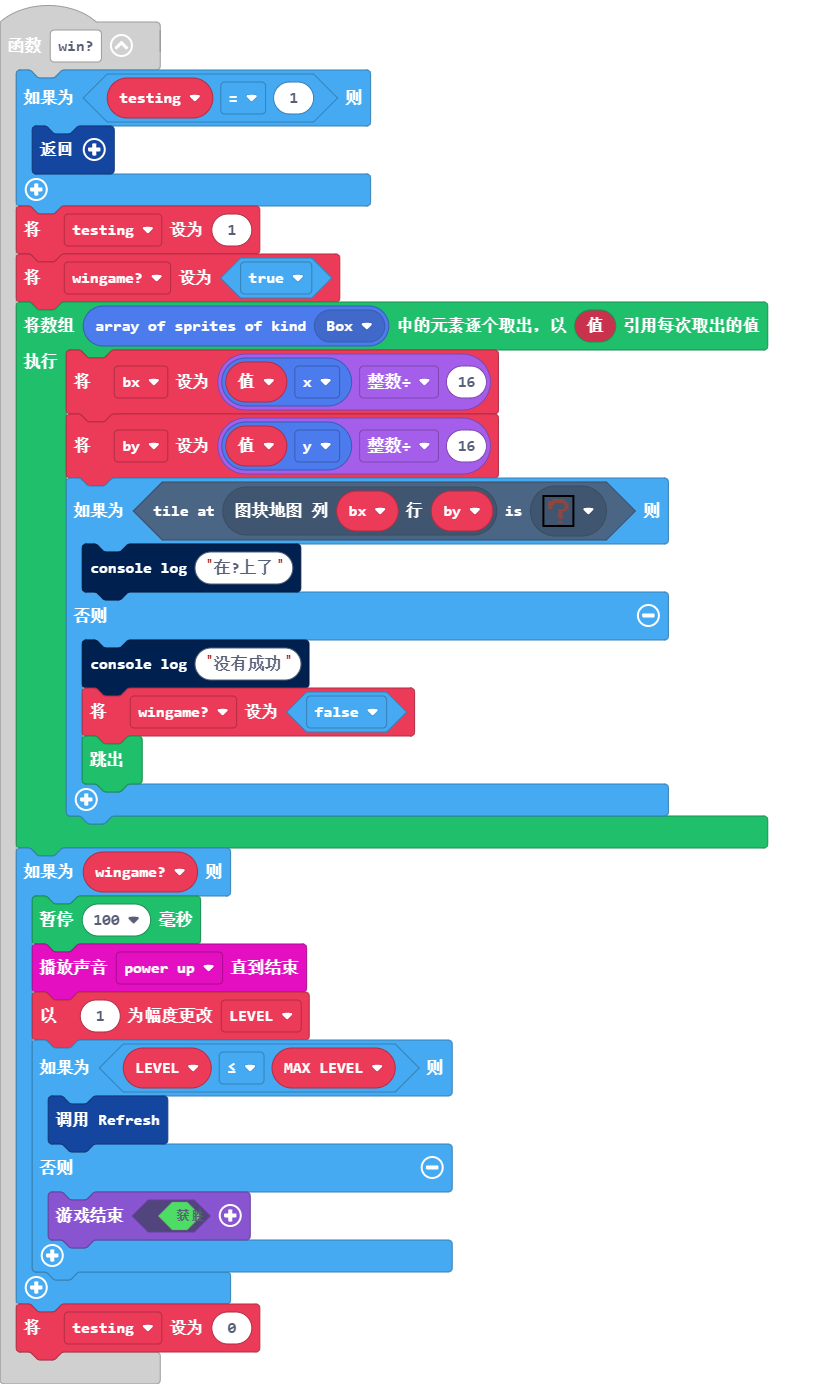 函数 win?
如果为 testing = 1 则
返回
将 testing 设为 1
将 wingame? 设为 true
将数组 array of sprites of kind Box 中的元素逐个取出，以 值 引用每次取出的值
执行
将 bx 设为 值 x 整数÷ 16
将 by 设为 值 y 整数÷ 16
如果为 tile at 图块地图 列 bx 行 by is ? 则
console log "在?上了"
否则
console log "没有成功"
将 wingame? 设为 false
跳出
如果为 wingame? 则
暂停 100 毫秒
播放声音 power up 直到结束
以 1 为幅度更改 LEVEL
如果为 LEVEL ≤ MAX LEVEL 则
调用 Refresh
否则
游戏结束 获
将 testing 设为 0